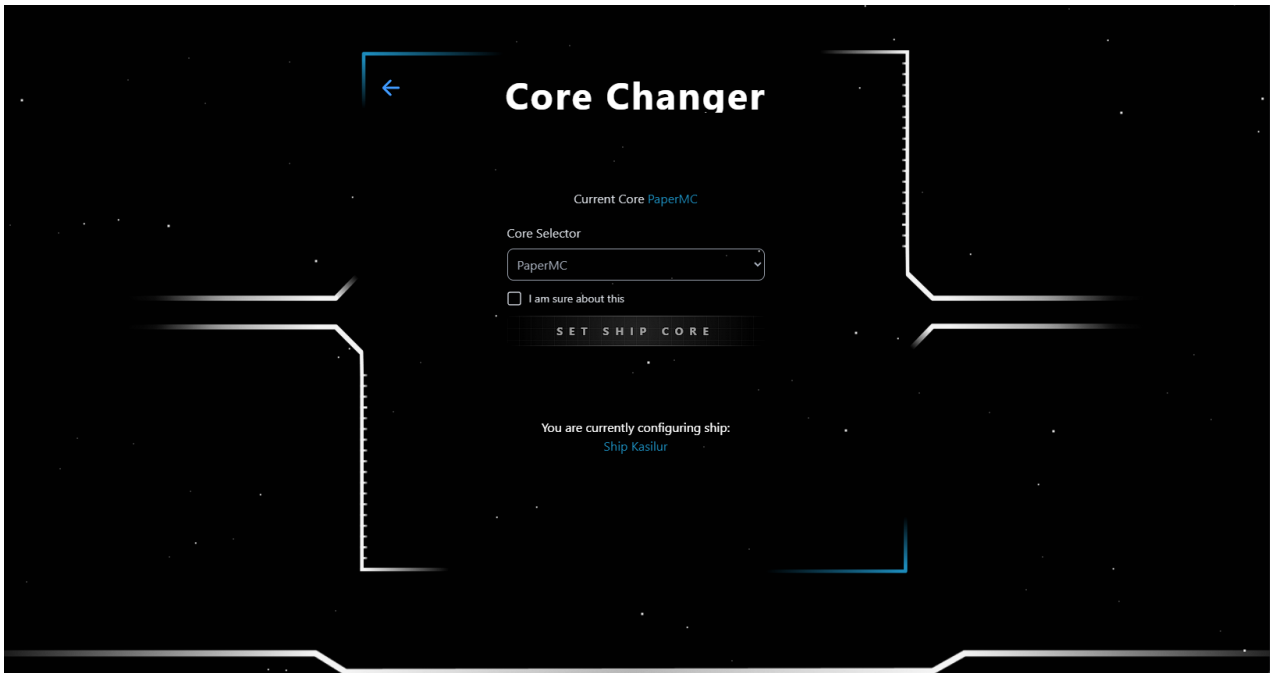 Core Changer
Current Core PaperMC
Core Selector
PaperMC
I am sure about this
SET SHIP CORE
You are currently configuring ship:
Ship Kasilur